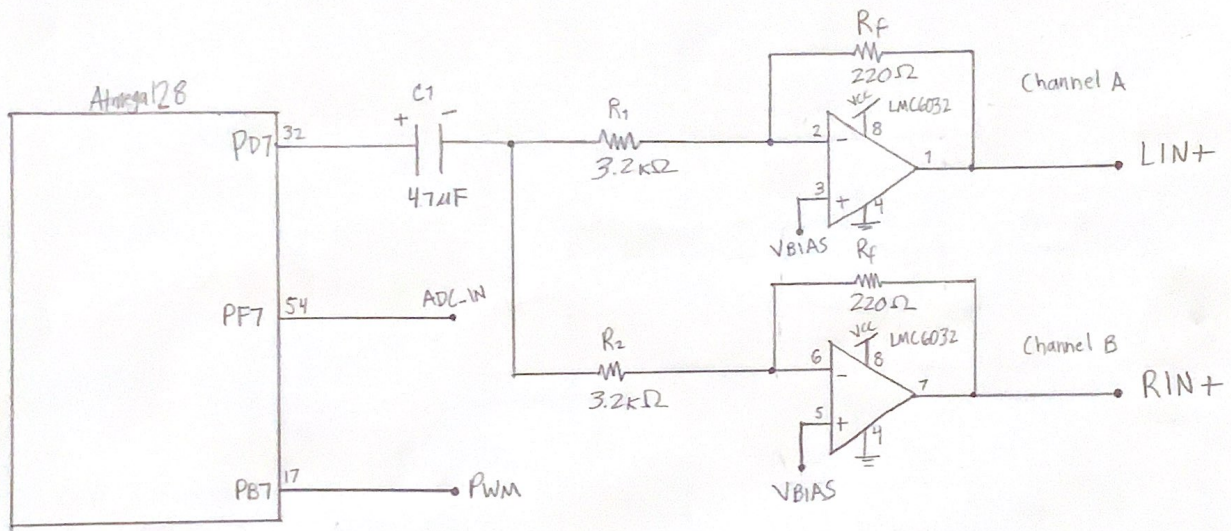 Atmega128
PD7
32
C1
+
-
47µF
R1
3.2KΩ
Rf
220Ω
VCC
LMC6032
2
-
8
1
3
+
4
VBIAS
Channel A
LIN+
PF7
54
ADC_IN
R2
3.2KΩ
Rf
220Ω
VCC
LMC6032
6
-
8
7
5
+
4
VBIAS
Channel B
RIN+
PB7
17
PWM